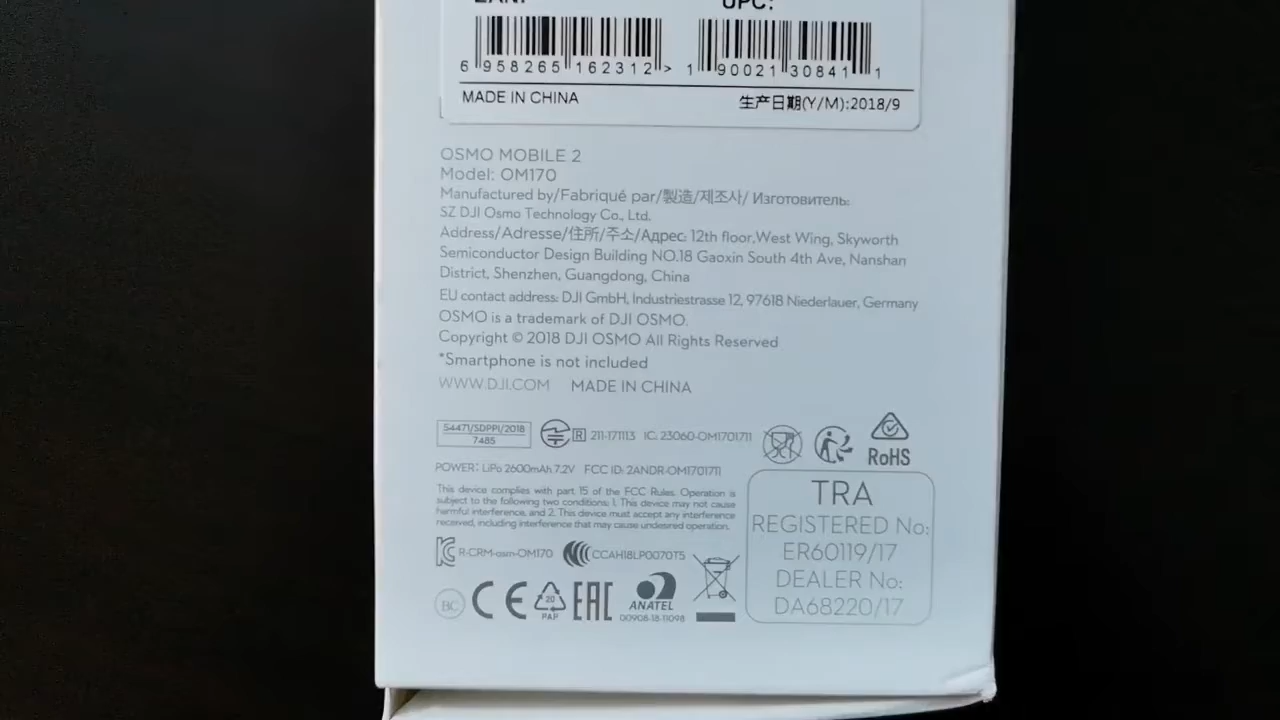 EAN:
UPC:
6 958265 162312 >
1 90021 30841 1
MADE IN CHINA
生产日期(Y/M):2018/9
OSMO MOBILE 2
Model: OM170
Manufactured by/Fabriqué par/製造/제조사/ Изготовитель:
SZ DJI Osmo Technology Co., Ltd.
Address/Adresse/住所/주소/Адрес: 12th floor,West Wing, Skyworth
Semiconductor Design Building NO.18 Gaoxin South 4th Ave, Nanshan
District, Shenzhen, Guangdong, China
EU contact address: DJI GmbH, Industriestrasse 12, 97618 Niederlauer, Germany
OSMO is a trademark of DJI OSMO.
Copyright © 2018 DJI OSMO All Rights Reserved
*Smartphone is not included
WWW.DJI.COM MADE IN CHINA
54471/SDPPI/2018
7485
R 211-171113 IC: 23060-OM1701711
RoHS
POWER: LiPo 2600mAh 7.2V FCC ID: 2ANDR-OM1701711
This device complies with part 15 of the FCC Rules. Operation is
subject to the following two conditions: 1. This device may not cause
harmful interference, and 2. This device must accept any interference
received, including interference that may cause undesired operation.
TRA
REGISTERED No:
ER60119/17
DEALER No:
DA68220/17
R-CRM-osm-OM170
CCAH18LP0070T5
BC
CE
20
PAP
EAC
ANATEL
00908-18-11098